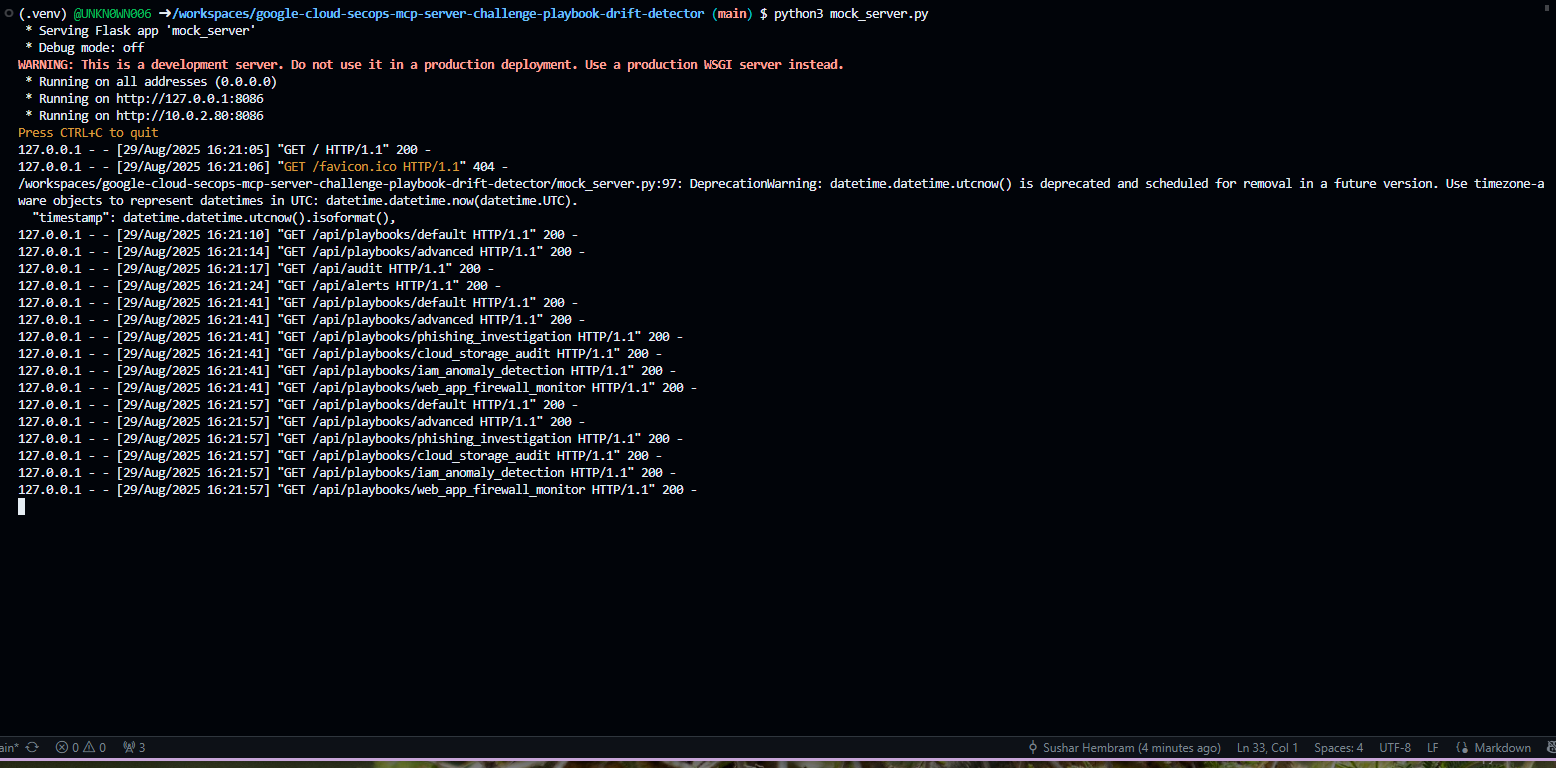 (.venv) @UNKN0WN006 ➜/workspaces/google-cloud-secops-mcp-server-challenge-playbook-drift-detector (main) $ python3 mock_server.py
 * Serving Flask app 'mock_server'
 * Debug mode: off
WARNING: This is a development server. Do not use it in a production deployment. Use a production WSGI server instead.
 * Running on all addresses (0.0.0.0)
 * Running on http://127.0.0.1:8086
 * Running on http://10.0.2.80:8086
Press CTRL+C to quit
127.0.0.1 - - [29/Aug/2025 16:21:05] "GET / HTTP/1.1" 200 -
127.0.0.1 - - [29/Aug/2025 16:21:06] "GET /favicon.ico HTTP/1.1" 404 -
/workspaces/google-cloud-secops-mcp-server-challenge-playbook-drift-detector/mock_server.py:97: DeprecationWarning: datetime.datetime.utcnow() is deprecated and scheduled for removal in a future version. Use timezone-a
ware objects to represent datetimes in UTC: datetime.datetime.now(datetime.UTC).
  "timestamp": datetime.datetime.utcnow().isoformat(),
127.0.0.1 - - [29/Aug/2025 16:21:10] "GET /api/playbooks/default HTTP/1.1" 200 -
127.0.0.1 - - [29/Aug/2025 16:21:14] "GET /api/playbooks/advanced HTTP/1.1" 200 -
127.0.0.1 - - [29/Aug/2025 16:21:17] "GET /api/audit HTTP/1.1" 200 -
127.0.0.1 - - [29/Aug/2025 16:21:24] "GET /api/alerts HTTP/1.1" 200 -
127.0.0.1 - - [29/Aug/2025 16:21:41] "GET /api/playbooks/default HTTP/1.1" 200 -
127.0.0.1 - - [29/Aug/2025 16:21:41] "GET /api/playbooks/advanced HTTP/1.1" 200 -
127.0.0.1 - - [29/Aug/2025 16:21:41] "GET /api/playbooks/phishing_investigation HTTP/1.1" 200 -
127.0.0.1 - - [29/Aug/2025 16:21:41] "GET /api/playbooks/cloud_storage_audit HTTP/1.1" 200 -
127.0.0.1 - - [29/Aug/2025 16:21:41] "GET /api/playbooks/iam_anomaly_detection HTTP/1.1" 200 -
127.0.0.1 - - [29/Aug/2025 16:21:41] "GET /api/playbooks/web_app_firewall_monitor HTTP/1.1" 200 -
127.0.0.1 - - [29/Aug/2025 16:21:57] "GET /api/playbooks/default HTTP/1.1" 200 -
127.0.0.1 - - [29/Aug/2025 16:21:57] "GET /api/playbooks/advanced HTTP/1.1" 200 -
127.0.0.1 - - [29/Aug/2025 16:21:57] "GET /api/playbooks/phishing_investigation HTTP/1.1" 200 -
127.0.0.1 - - [29/Aug/2025 16:21:57] "GET /api/playbooks/cloud_storage_audit HTTP/1.1" 200 -
127.0.0.1 - - [29/Aug/2025 16:21:57] "GET /api/playbooks/iam_anomaly_detection HTTP/1.1" 200 -
127.0.0.1 - - [29/Aug/2025 16:21:57] "GET /api/playbooks/web_app_firewall_monitor HTTP/1.1" 200 -
ain* 0 0 3 Sushar Hembram (4 minutes ago) Ln 33, Col 1 Spaces: 4 UTF-8 LF Markdown